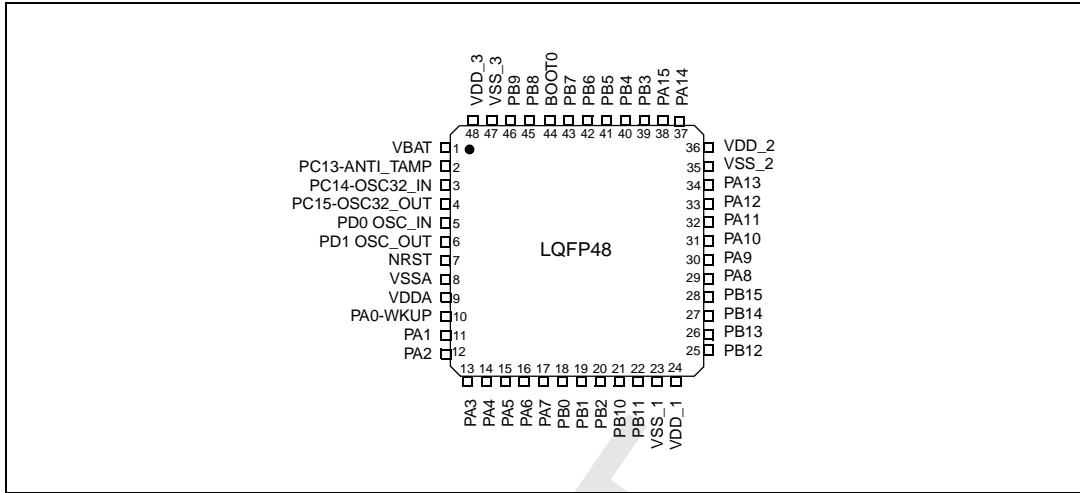 VDD_3
VSS_3
PB9
PB8
BOOT0
PB7
PB6
PB5
PB4
PB3
PA15
PA14
48 47 46 45 44 43 42 41 40 39 38 37
VBAT 1
PC13-ANTI_TAMP 2
PC14-OSC32_IN 3
PC15-OSC32_OUT 4
PD0 OSC_IN 5
PD1 OSC_OUT 6
NRST 7
VSSA 8
VDDA 9
PA0-WKUP 10
PA1 11
PA2 12
LQFP48
36 VDD_2
35 VSS_2
34 PA13
33 PA12
32 PA11
31 PA10
30 PA9
29 PA8
28 PB15
27 PB14
26 PB13
25 PB12
13 14 15 16 17 18 19 20 21 22 23 24
PA3
PA4
PA5
PA6
PA7
PB0
PB1
PB2
PB10
PB11
VSS_1
VDD_1